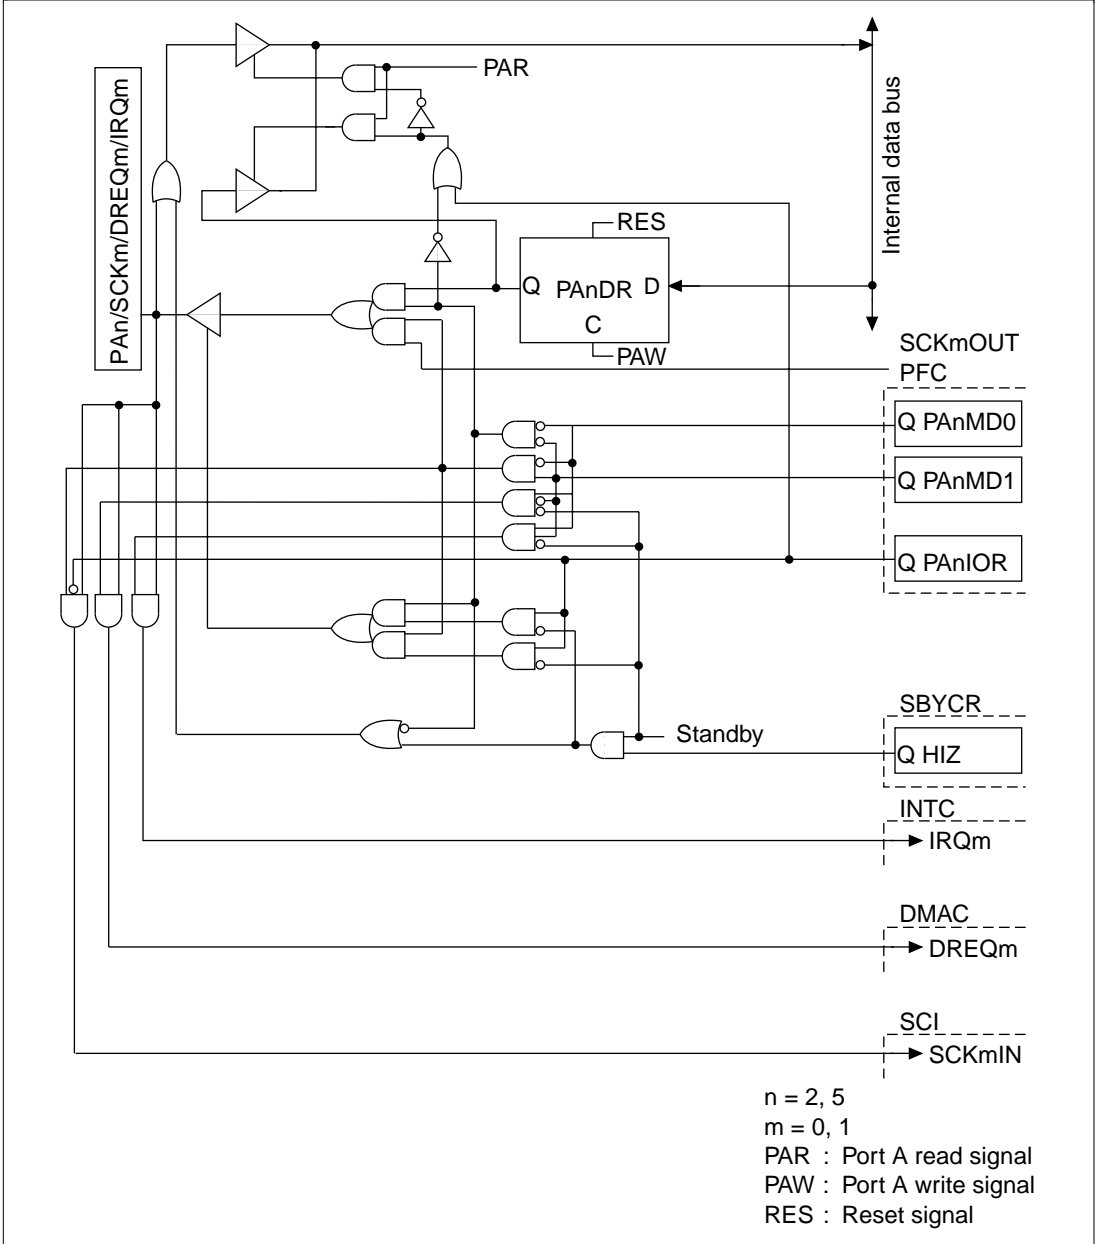 PAR
PAn/SCKm/DREQm/IRQm
Internal data bus
RES
Q PAnDR D
C
PAW
SCKmOUT
PFC
Q PAnMD0
Q PAnMD1
Q PAnIOR
SBYCR
Standby
Q HIZ
INTC
IRQm
DMAC
DREQm
SCI
SCKmIN
n = 2, 5
m = 0, 1
PAR : Port A read signal
PAW : Port A write signal
RES : Reset signal